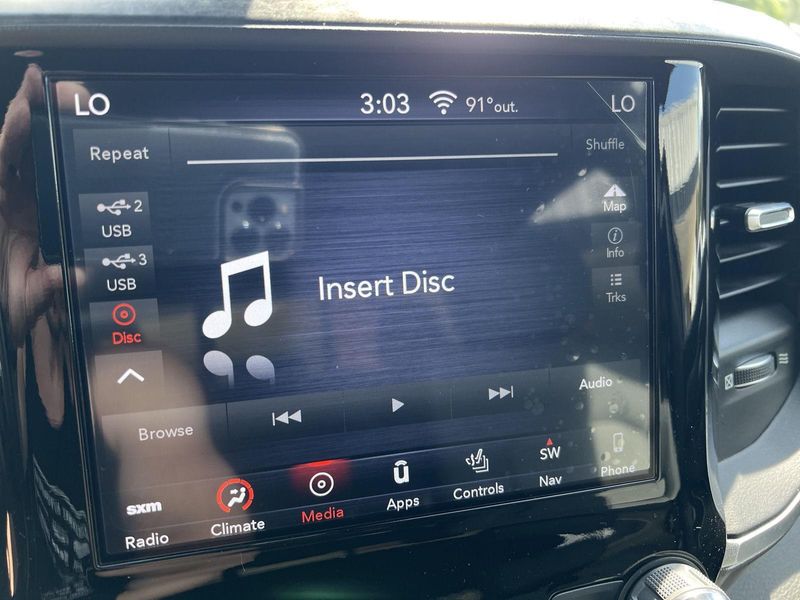 LO 3:03 91°out. LO
Repeat Shuffle
2
USB
3
USB
Disc
Insert Disc
Map
Info
Trks
Browse
Audio
sxm
Radio
Climate
Media
Apps
Controls
SW
Nav
Phone